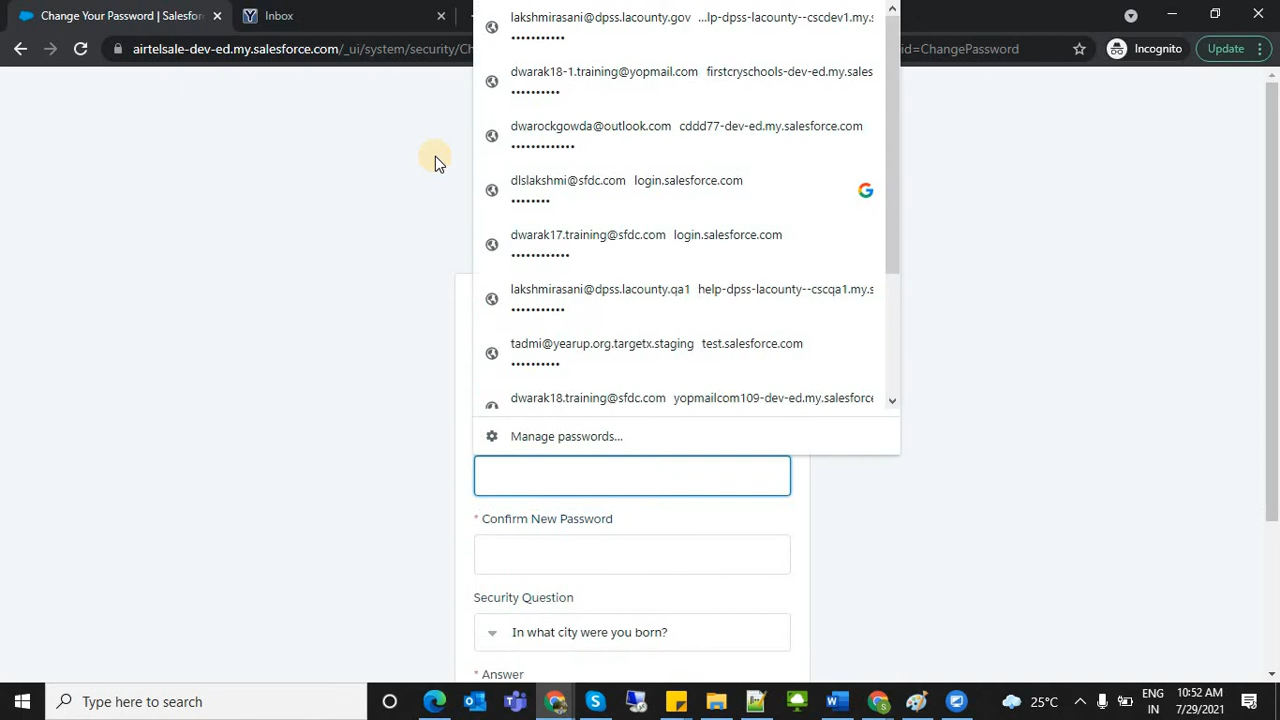 Change Your Password | Salesfor
Inbox
airtelsale-dev-ed.my.salesforce.com/_ui/system/security/Ch
id=ChangePassword
Incognito
Update
lakshmirasani@dpss.lacounty.gov ...lp-dpss-lacounty--cscdev1.my.s
•••••••••••
dwarak18-1.training@yopmail.com firstcryschools-dev-ed.my.sales
••••••••••
dwarockgowda@outlook.com cddd77-dev-ed.my.salesforce.com
•••••••••••••
dlslakshmi@sfdc.com login.salesforce.com
••••••••
dwarak17.training@sfdc.com login.salesforce.com
••••••••••••
lakshmirasani@dpss.lacounty.qa1 help-dpss-lacounty--cscqa1.my.s
•••••••••••
tadmi@yearup.org.targetx.staging test.salesforce.com
••••••••••
dwarak18.training@sfdc.com yopmailcom109-dev-ed.my.salesforce
Manage passwords...
* Confirm New Password
Security Question
In what city were you born?
* Answer
Type here to search
25°C
ENG
IN
10:52 AM
7/29/2021